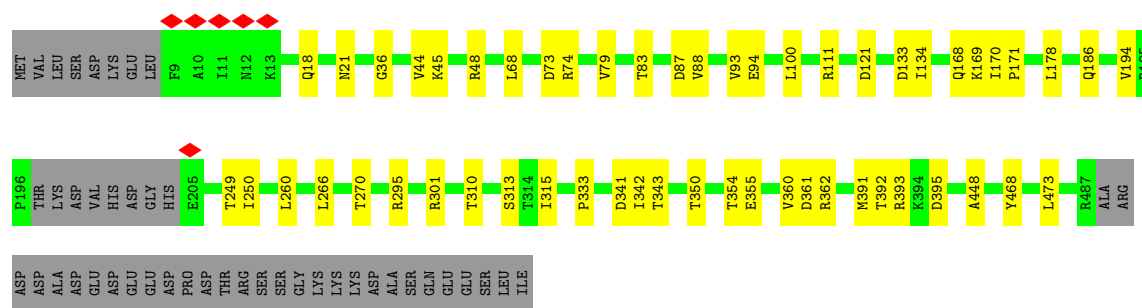 MET VAL LEU SER ASP LYS GLU LEU F9 A10 I11 N12 K13 Q18 N21 G36 V44 K45 R48 L68 D73 R74 V79 T83 D87 V88 V93 E94 L100 R111 D121 D133 I134 Q168 K169 I170 P171 L178 Q186 V194
P196 THR LYS ASP VAL HIS ASP GLY HIS E205 T249 I250 L260 L266 T270 R295 R301 T310 S313 T314 I315 P333 D341 I342 T343 T350 T354 E355 V360 D361 R362 M391 T392 R393 K394 D395 A448 Y468 L473 R487 ALA ARG
ASP ASP ALA ASP GLU ASP GLU GLU ASP PRO ASP THR ARG SER SER GLY LYS LYS LYS ASP ALA SER GLN GLU GLU SER LEU ILE